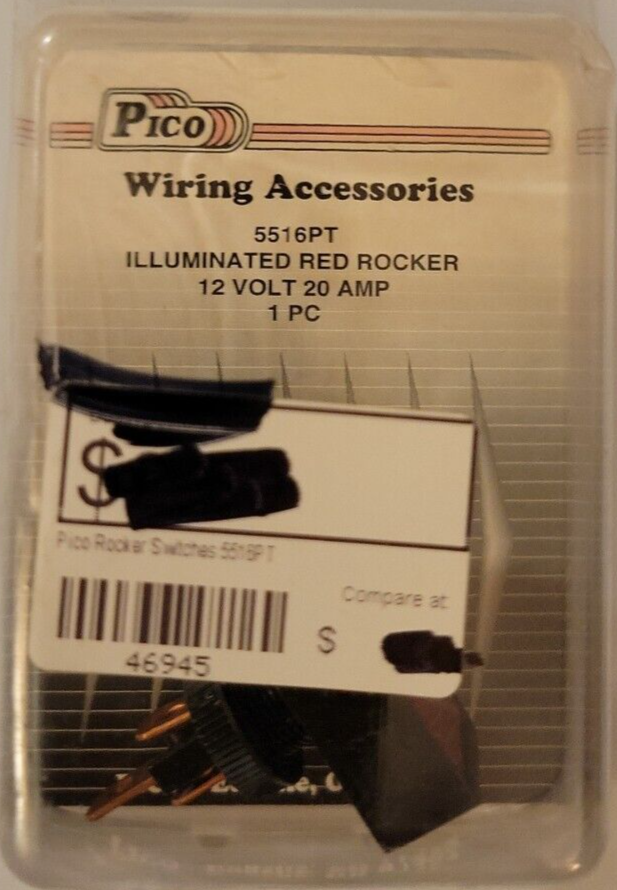 PICO
Wiring Accessories
5516PT
ILLUMINATED RED ROCKER
12 VOLT 20 AMP
1 PC
$
Pico Rocker Switches 5516PT
Compare at
$
46945